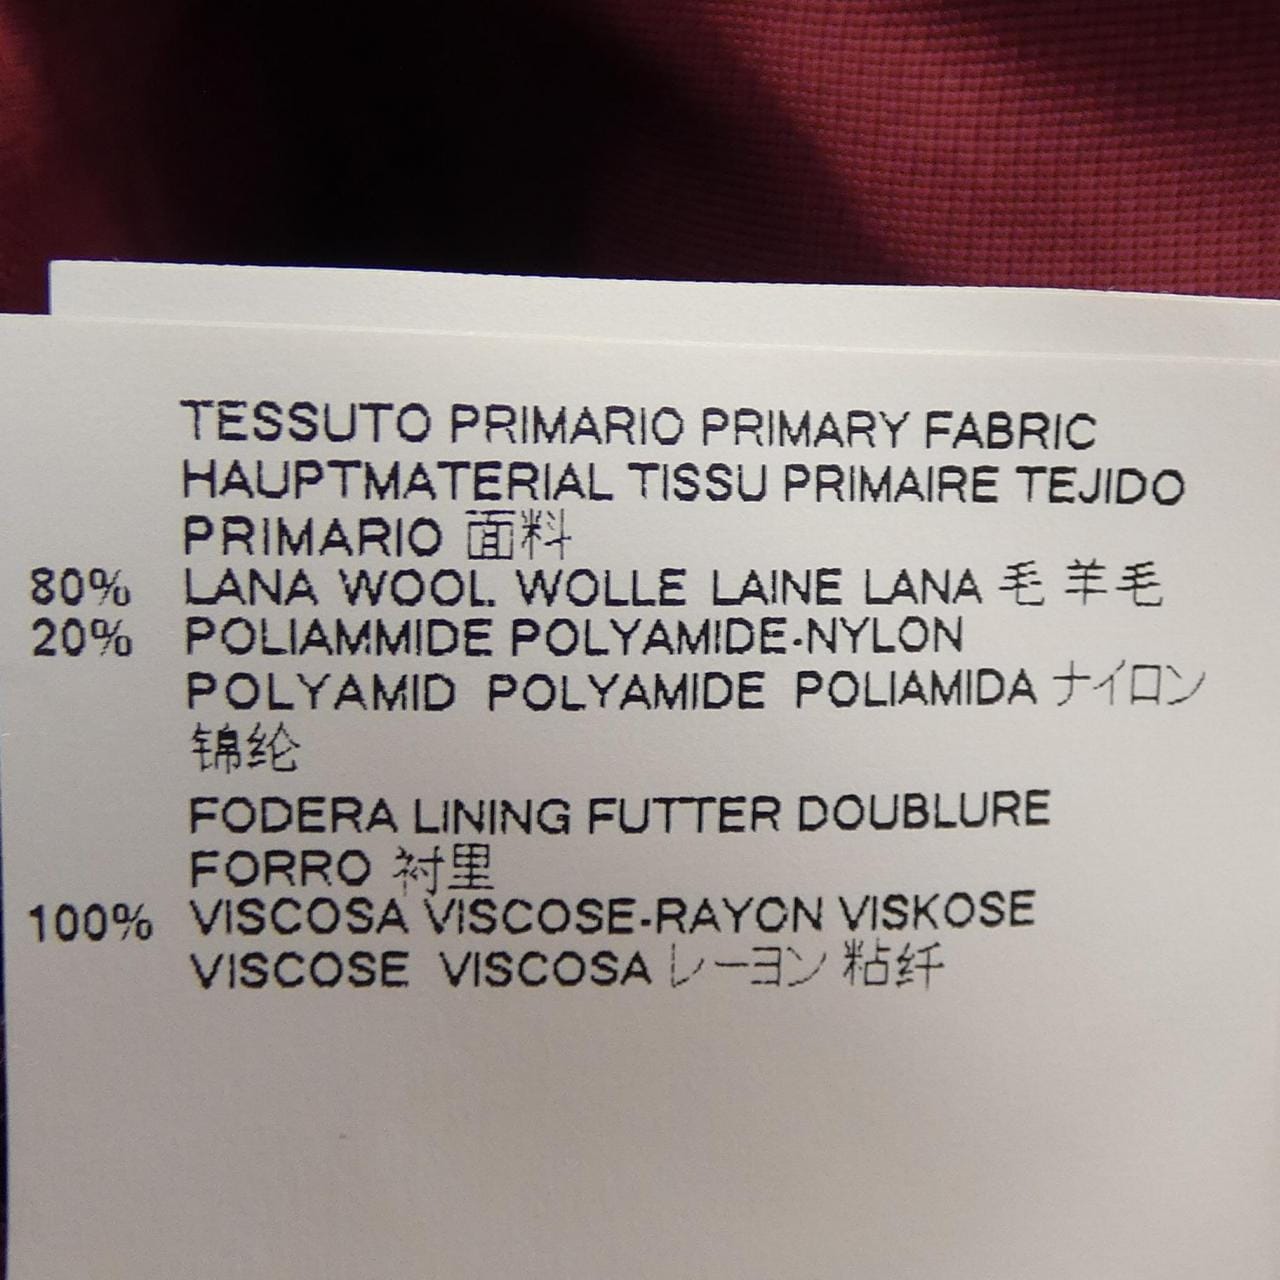 TESSUTO PRIMARIO PRIMARY FABRIC
HAUPTMATERIAL TISSU PRIMAIRE TEJIDO
PRIMARIO 面料
80% LANA WOOL WOLLE LAINE LANA 毛 羊毛
20% POLIAMMIDE POLYAMIDE-NYLON
POLYAMID POLYAMIDE POLIAMIDA ナイロン
锦纶
FODERA LINING FUTTER DOUBLURE
FORRO 衬里
100% VISCOSA VISCOSE-RAYON VISKOSE
VISCOSE VISCOSA レーヨン 粘纤